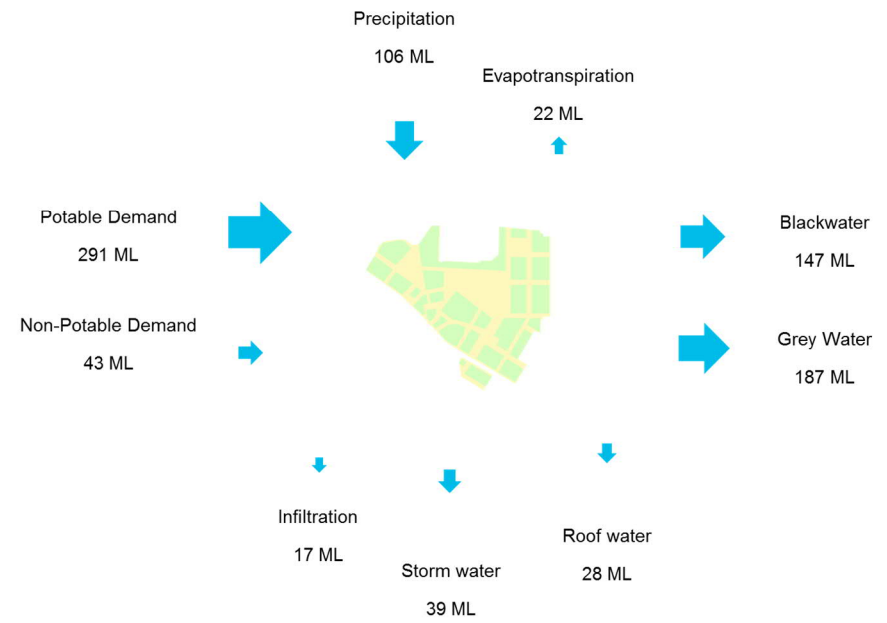 Precipitation
106 ML
Evapotranspiration
22 ML
Potable Demand
291 ML
Blackwater
147 ML
Non-Potable Demand
43 ML
Grey Water
187 ML
Infiltration
17 ML
Storm water
39 ML
Roof water
28 ML